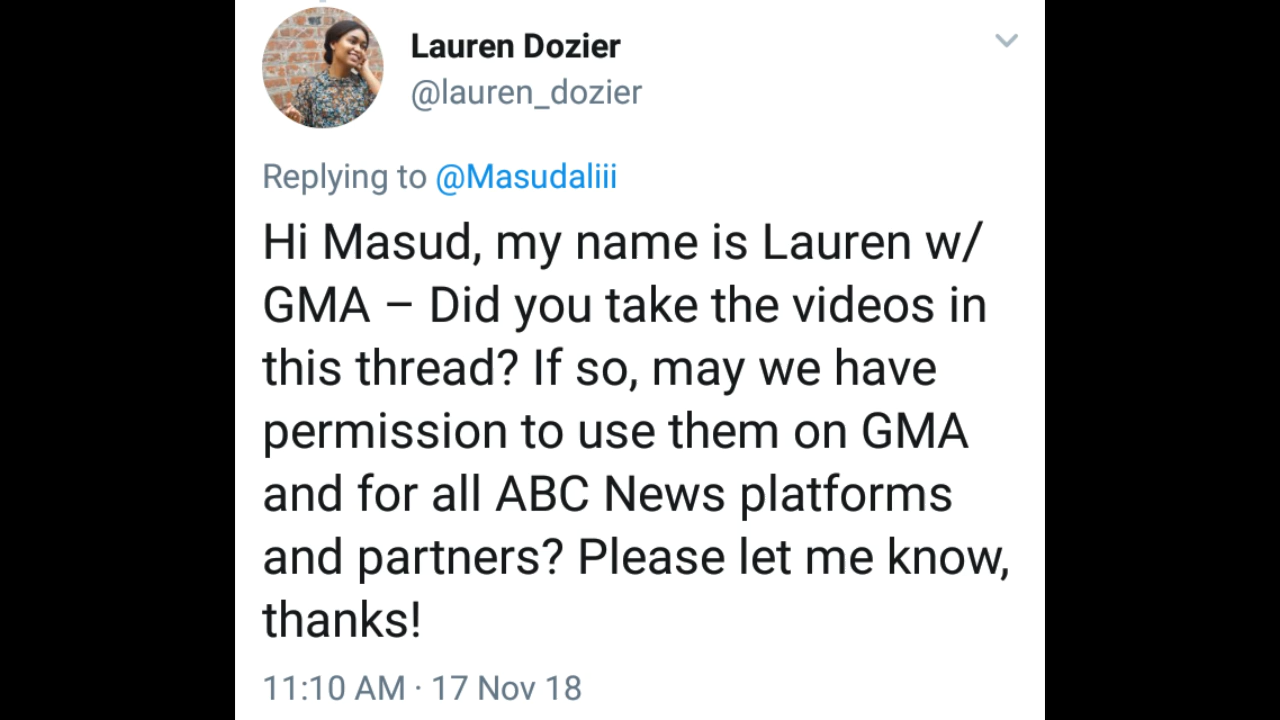 Lauren Dozier
@lauren_dozier
Replying to @Masudaliii
Hi Masud, my name is Lauren w/
GMA – Did you take the videos in
this thread? If so, may we have
permission to use them on GMA
and for all ABC News platforms
and partners? Please let me know,
thanks!
11:10 AM · 17 Nov 18